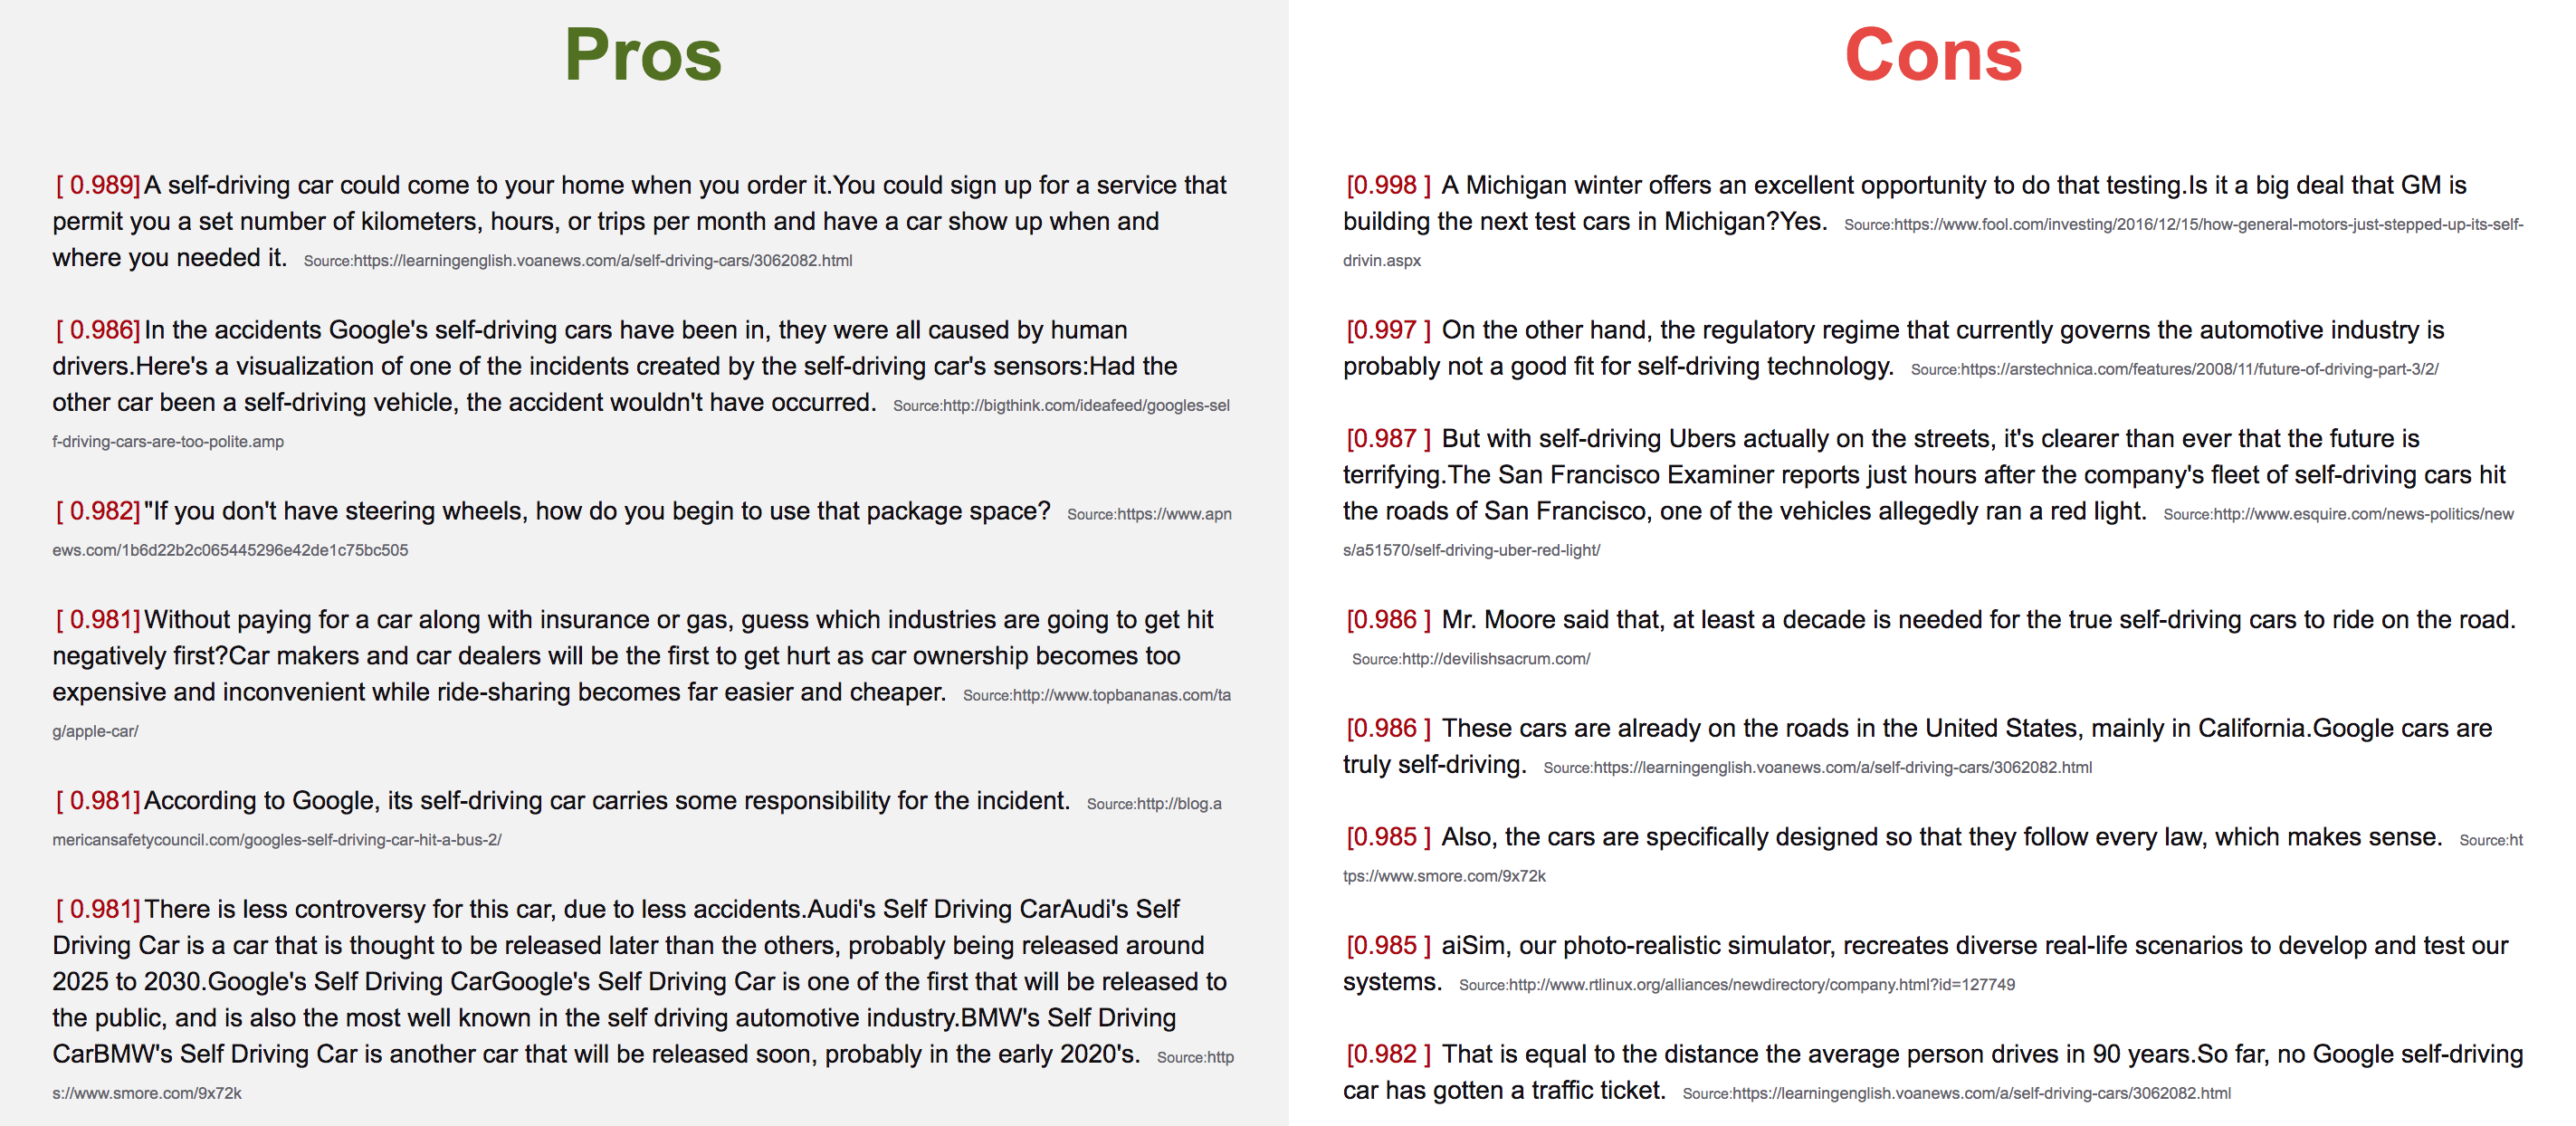 Pros
[ 0.989]A self-driving car could come to your home when you order it.You could sign up for a service that
permit you a set number of kilometers, hours, or trips per month and have a car show up when and
where you needed it. Source:https://learningenglish.voanews.com/a/self-driving-cars/3062082.html
[ 0.986]In the accidents Google's self-driving cars have been in, they were all caused by human
drivers.Here's a visualization of one of the incidents created by the self-driving car's sensors:Had the
other car been a self-driving vehicle, the accident wouldn't have occurred. Source:http://bigthink.com/ideafeed/googles-sel
f-driving-cars-are-too-polite.amp
[ 0.982]"If you don't have steering wheels, how do you begin to use that package space? Source:https://www.apn
ews.com/1b6d22b2c065445296e42de1c75bc505
[ 0.981]Without paying for a car along with insurance or gas, guess which industries are going to get hit
negatively first?Car makers and car dealers will be the first to get hurt as car ownership becomes too
expensive and inconvenient while ride-sharing becomes far easier and cheaper. Source:http://www.topbananas.com/ta
g/apple-car/
[ 0.981]According to Google, its self-driving car carries some responsibility for the incident. Source:http://blog.a
mericansafetycouncil.com/googles-self-driving-car-hit-a-bus-2/
[ 0.981]There is less controversy for this car, due to less accidents.Audi's Self Driving CarAudi's Self
Driving Car is a car that is thought to be released later than the others, probably being released around
2025 to 2030.Google's Self Driving CarGoogle's Self Driving Car is one of the first that will be released to
the public, and is also the most well known in the self driving automotive industry.BMW's Self Driving
CarBMW's Self Driving Car is another car that will be released soon, probably in the early 2020's. Source:http
s://www.smore.com/9x72k
Cons
[0.998 ] A Michigan winter offers an excellent opportunity to do that testing.Is it a big deal that GM is
building the next test cars in Michigan?Yes. Source:https://www.fool.com/investing/2016/12/15/how-general-motors-just-stepped-up-its-self-
drivin.aspx
[0.997 ] On the other hand, the regulatory regime that currently governs the automotive industry is
probably not a good fit for self-driving technology. Source:https://arstechnica.com/features/2008/11/future-of-driving-part-3/2/
[0.987 ] But with self-driving Ubers actually on the streets, it's clearer than ever that the future is
terrifying.The San Francisco Examiner reports just hours after the company's fleet of self-driving cars hit
the roads of San Francisco, one of the vehicles allegedly ran a red light. Source:http://www.esquire.com/news-politics/new
s/a51570/self-driving-uber-red-light/
[0.986 ] Mr. Moore said that, at least a decade is needed for the true self-driving cars to ride on the road.
Source:http://devilishsacrum.com/
[0.986 ] These cars are already on the roads in the United States, mainly in California.Google cars are
truly self-driving. Source:https://learningenglish.voanews.com/a/self-driving-cars/3062082.html
[0.985 ] Also, the cars are specifically designed so that they follow every law, which makes sense. Source:ht
tps://www.smore.com/9x72k
[0.985 ] aiSim, our photo-realistic simulator, recreates diverse real-life scenarios to develop and test our
systems. Source:http://www.rtlinux.org/alliances/newdirectory/company.html?id=127749
[0.982 ] That is equal to the distance the average person drives in 90 years.So far, no Google self-driving
car has gotten a traffic ticket. Source:https://learningenglish.voanews.com/a/self-driving-cars/3062082.html